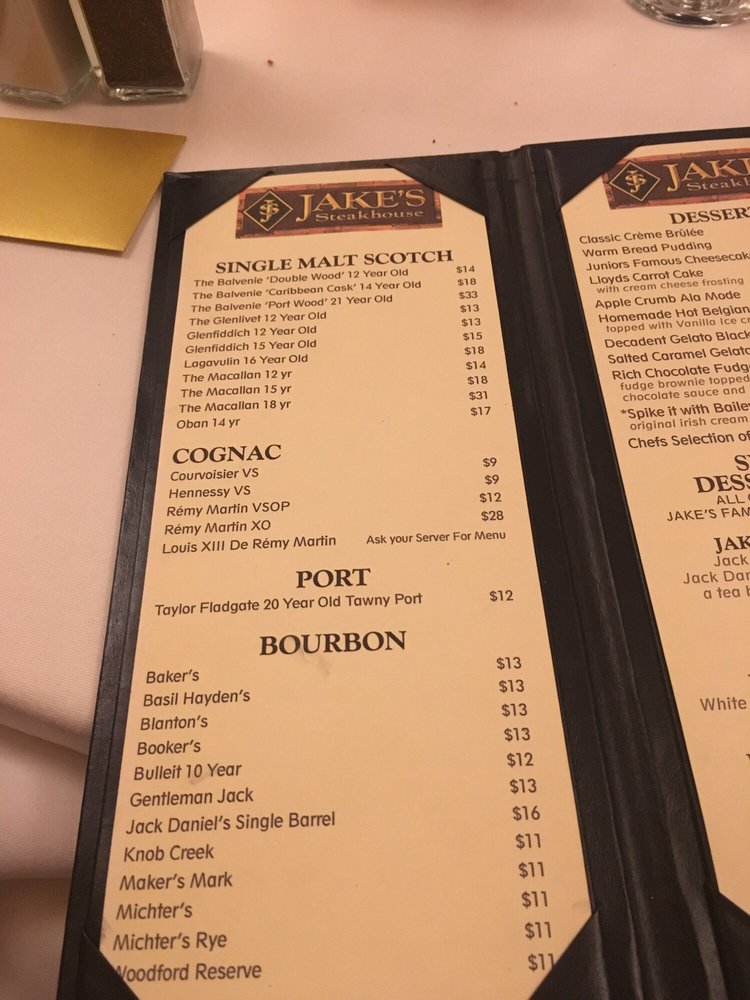 JAKE'S
Steakhouse
SINGLE MALT SCOTCH
The Balvenie 'Double Wood' 12 Year Old $14
The Balvenie 'Caribbean Cask' 14 Year Old $18
The Balvenie 'Port Wood' 21 Year Old $33
The Glenlivet 12 Year Old $13
Glenfiddich 12 Year Old $13
Glenfiddich 15 Year Old $15
Lagavulin 16 Year Old $18
The Macallan 12 yr $14
The Macallan 15 yr $18
The Macallan 18 yr $31
Oban 14 yr $17
COGNAC
Courvoisier VS $9
Hennessy VS $9
Rémy Martin VSOP $12
Rémy Martin XO $28
Louis XIII De Rémy Martin Ask your Server For Menu
PORT
Taylor Fladgate 20 Year Old Tawny Port $12
BOURBON
Baker's $13
Basil Hayden's $13
Blanton's $13
Booker's $13
Bulleit 10 Year $12
Gentleman Jack $13
Jack Daniel's Single Barrel $16
Knob Creek $11
Maker's Mark $11
Michter's $11
Michter's Rye $11
Woodford Reserve $11
JAKE
Steakh
DESSERT
Classic Crème Brûlée
Warm Bread Pudding
Juniors Famous Cheesecak
Lloyds Carrot Cake
with cream cheese frosting
Apple Crumb Ala Mode
Homemade Hot Belgian
topped with Vanilla Ice cr
Decadent Gelato Black
Salted Caramel Gelato
Rich Chocolate Fudge
fudge brownie topped
chocolate sauce and
*Spike it with Bailey
original irish cream
Chefs Selection of
DESS
ALL
JAKE'S FAM
JAK
Jack
Jack Dan
a tea b
White